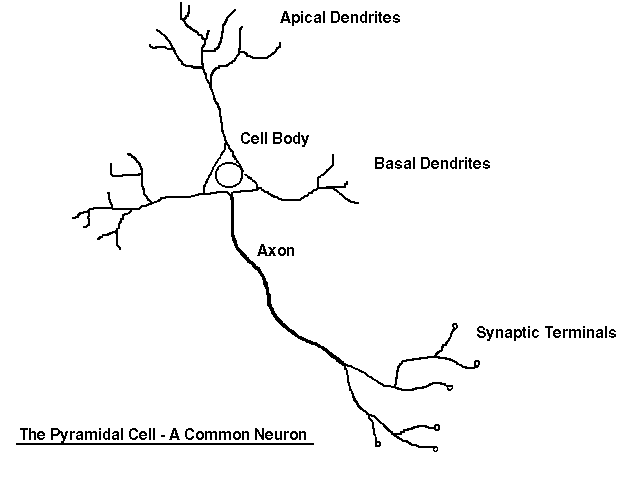 Apical Dendrites
Cell Body
Basal Dendrites
Axon
Synaptic Terminals
The Pyramidal Cell - A Common Neuron